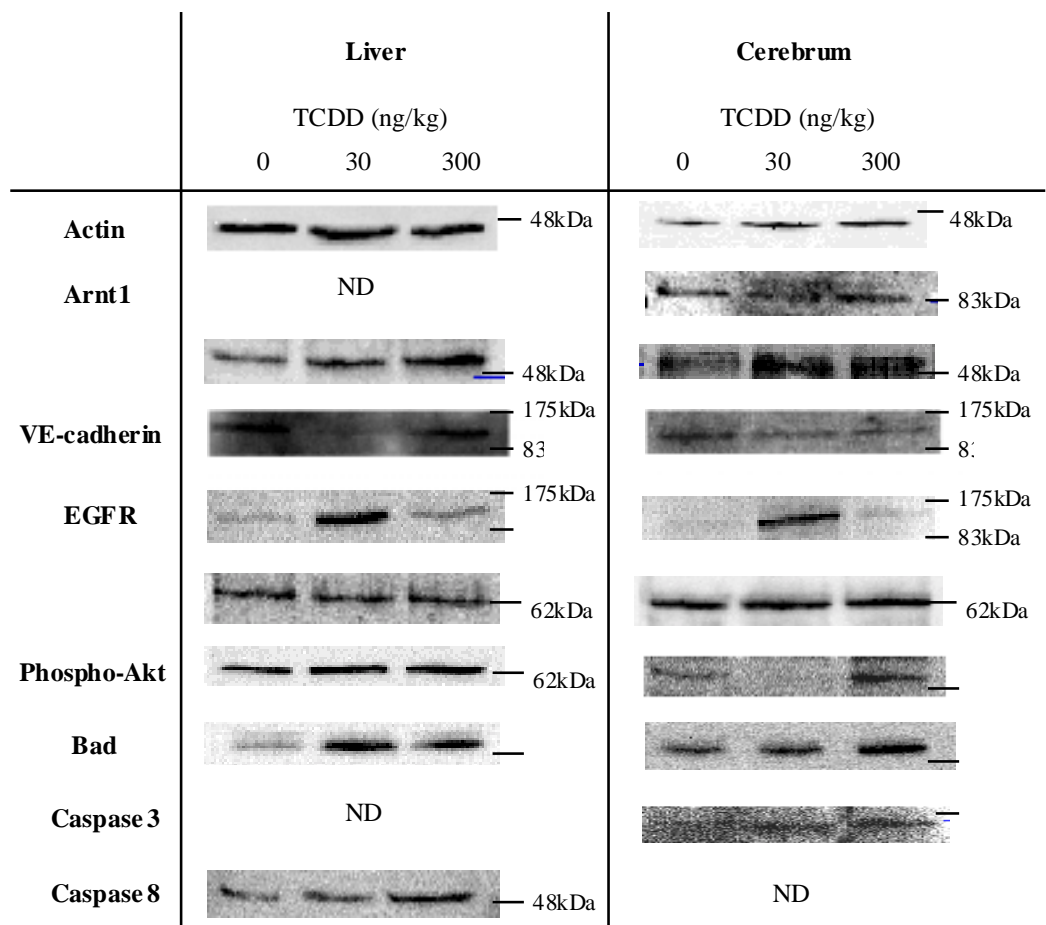 Liver Cerebrum
TCDD (ng/kg) TCDD (ng/kg)
0 30 300 0 30 300
Actin 48kDa 48kDa
Arnt1 ND 83kDa
48kDa 48kDa
VE-cadherin 175kDa 175kDa
83 8
EGFR 175kDa 175kDa
83kDa
62kDa 62kDa
Phospho-Akt 62kDa
Bad
Caspase 3 ND
Caspase 8 48kDa ND